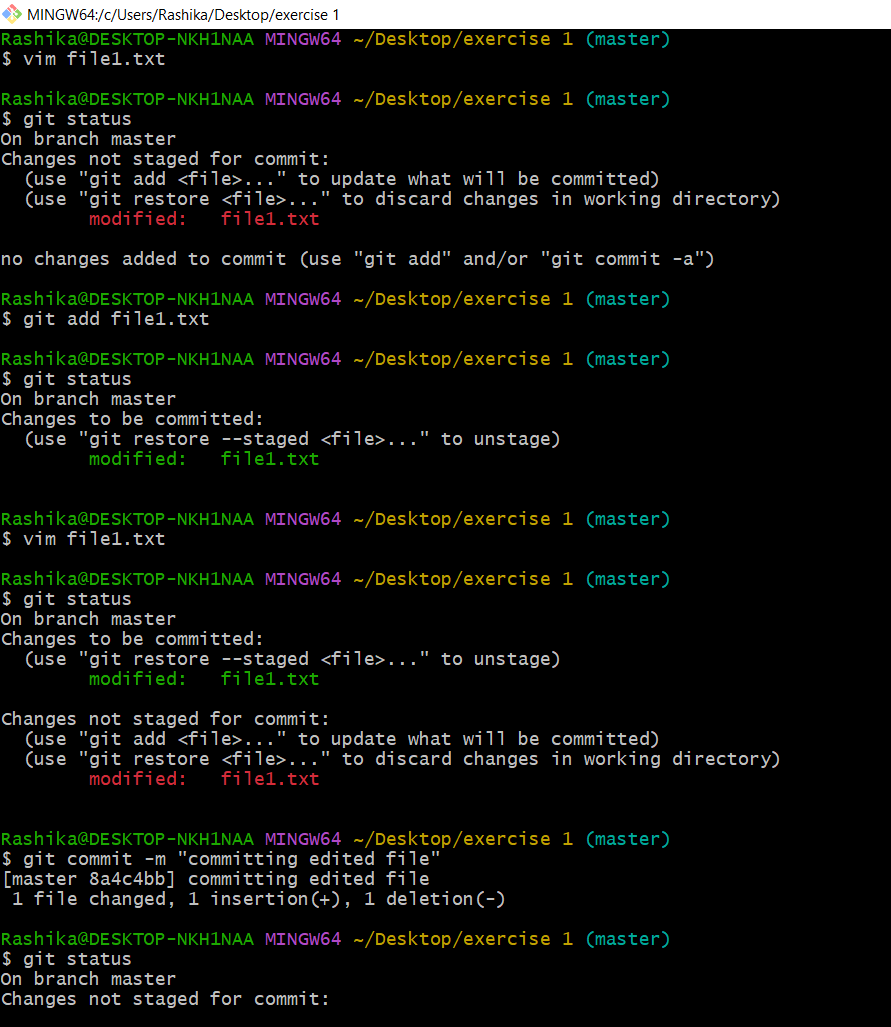 MINGW64:/c/Users/Rashika/Desktop/exercise 1
Rashika@DESKTOP-NKH1NAA MINGW64 ~/Desktop/exercise 1 (master)
$ vim file1.txt
Rashika@DESKTOP-NKH1NAA MINGW64 ~/Desktop/exercise 1 (master)
$ git status
On branch master
Changes not staged for commit:
  (use "git add <file>..." to update what will be committed)
  (use "git restore <file>..." to discard changes in working directory)
        modified:   file1.txt
no changes added to commit (use "git add" and/or "git commit -a")
Rashika@DESKTOP-NKH1NAA MINGW64 ~/Desktop/exercise 1 (master)
$ git add file1.txt
Rashika@DESKTOP-NKH1NAA MINGW64 ~/Desktop/exercise 1 (master)
$ git status
On branch master
Changes to be committed:
  (use "git restore --staged <file>..." to unstage)
        modified:   file1.txt
Rashika@DESKTOP-NKH1NAA MINGW64 ~/Desktop/exercise 1 (master)
$ vim file1.txt
Rashika@DESKTOP-NKH1NAA MINGW64 ~/Desktop/exercise 1 (master)
$ git status
On branch master
Changes to be committed:
  (use "git restore --staged <file>..." to unstage)
        modified:   file1.txt
Changes not staged for commit:
  (use "git add <file>..." to update what will be committed)
  (use "git restore <file>..." to discard changes in working directory)
        modified:   file1.txt
Rashika@DESKTOP-NKH1NAA MINGW64 ~/Desktop/exercise 1 (master)
$ git commit -m "committing edited file"
[master 8a4c4bb] committing edited file
 1 file changed, 1 insertion(+), 1 deletion(-)
Rashika@DESKTOP-NKH1NAA MINGW64 ~/Desktop/exercise 1 (master)
$ git status
On branch master
Changes not staged for commit: